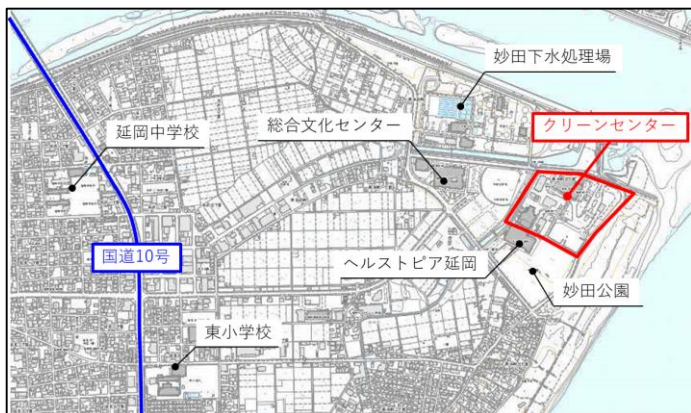 妙田下水処理場
クリーンセンター
総合文化センター
延岡中学校
国道10号
ヘルストピア延岡
妙田公園
東小学校